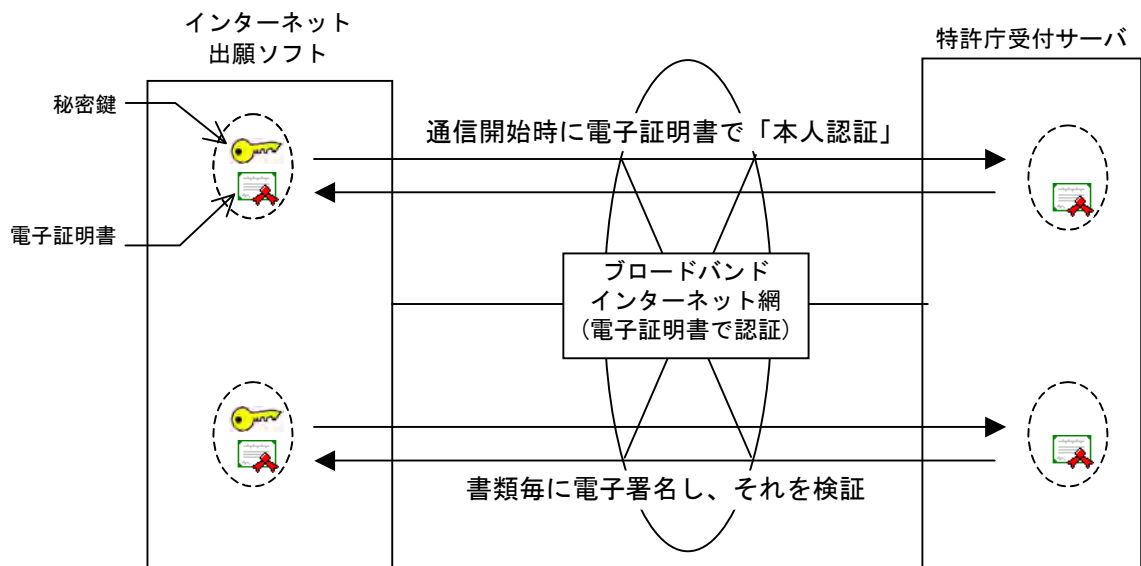 インターネット
出願ソフト
特許庁受付サーバ
秘密鍵
通信開始時に電子証明書で「本人認証」
電子証明書
ブロードバンド
インターネット網
(電子証明書で認証)
書類毎に電子署名し、それを検証